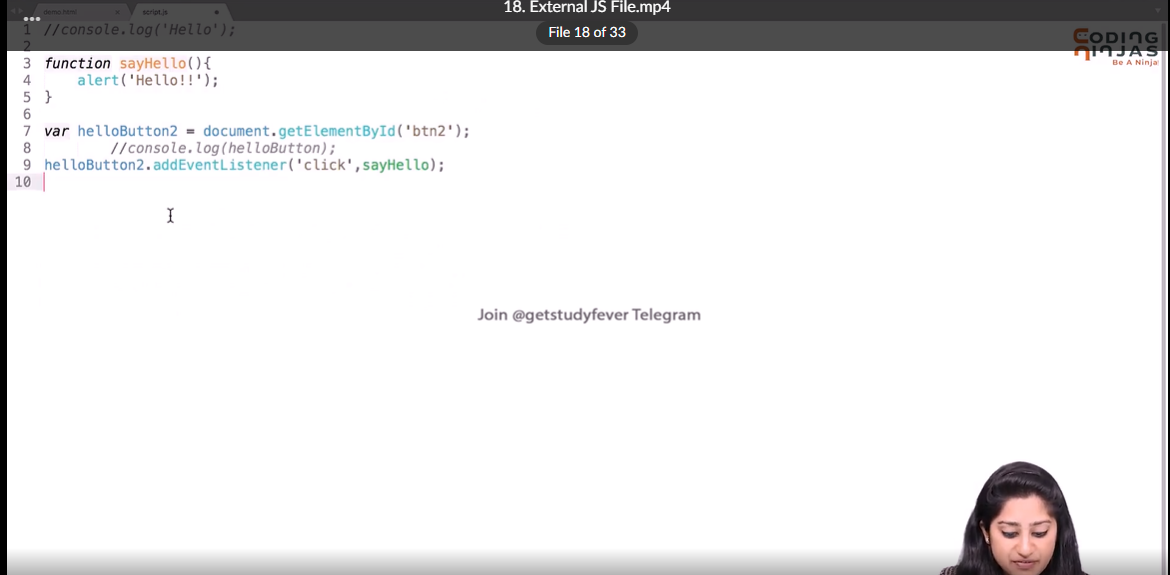 18. External JS File.mp4
File 18 of 33
demo.html
script.js
CODING
NINJAS
Be A Ninja!
1 //console.log('Hello');
2
3 function sayHello(){
4 alert('Hello!!');
5 }
6
7 var helloButton2 = document.getElementById('btn2');
8 //console.log(helloButton);
9 helloButton2.addEventListener('click',sayHello);
10
Join @getstudyfever Telegram